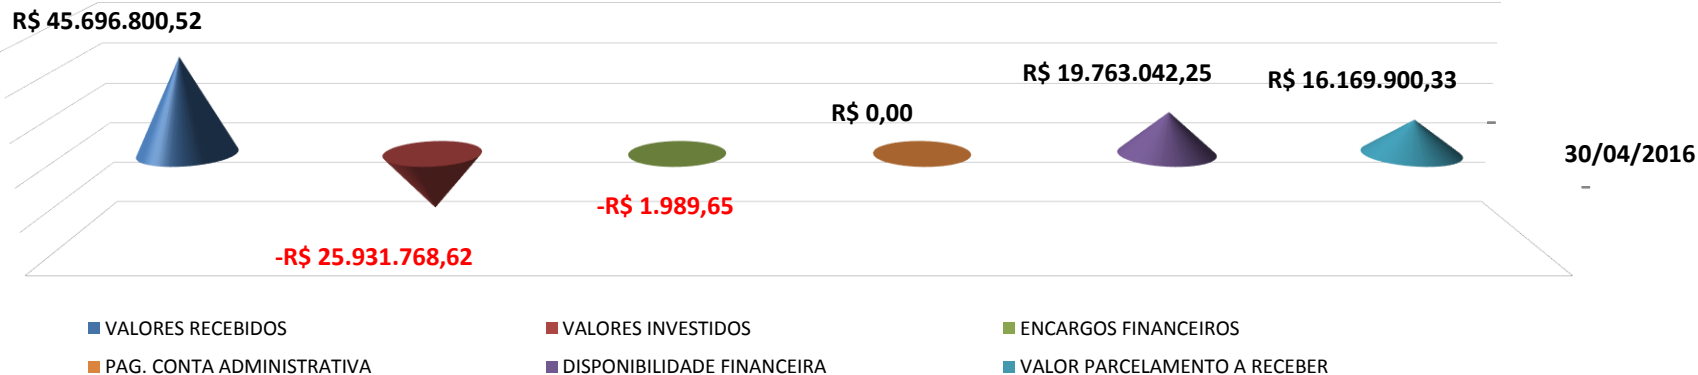 R$ 45.696.800,52
R$ 19.763.042,25
R$ 16.169.900,33
R$ 0,00
30/04/2016
-R$ 1.989,65
-R$ 25.931.768,62
VALORES RECEBIDOS
VALORES INVESTIDOS
ENCARGOS FINANCEIROS
PAG. CONTA ADMINISTRATIVA
DISPONIBILIDADE FINANCEIRA
VALOR PARCELAMENTO A RECEBER